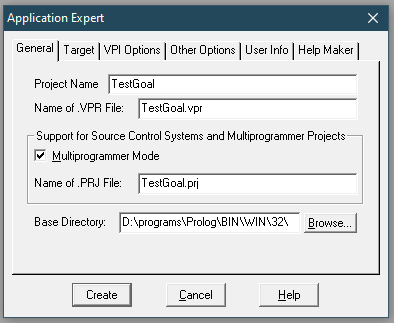 Application Expert
General Target VPI Options Other Options User Info Help Maker
Project Name TestGoal
Name of .VPR File: TestGoal.vpr
Support for Source Control Systems and Multiprogrammer Projects
Multiprogrammer Mode
Name of .PRJ File: TestGoal.prj
Base Directory: D:\programs\Prolog\BIN\WIN\32\ Browse...
Create Cancel Help